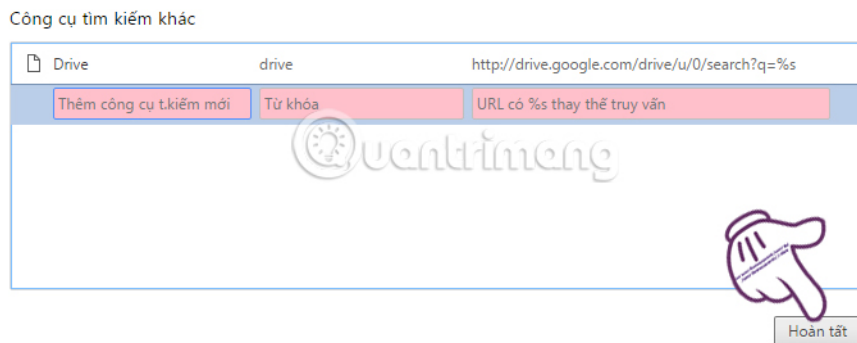 Công cụ tìm kiếm khác
Drive drive http://drive.google.com/drive/u/0/search?q=%s
Thêm công cụ t.kiếm mới Từ khóa URL có %s thay thế truy vấn
Quantrimang
Hoàn tất